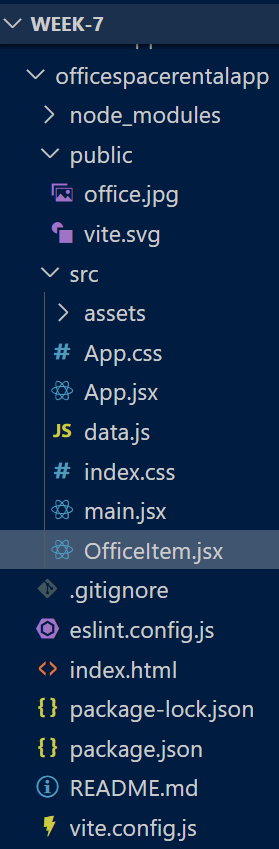 WEEK-7
officespacerentalapp
node_modules
public
office.jpg
vite.svg
src
assets
# App.css
App.jsx
JS data.js
# index.css
main.jsx
OfficeItem.jsx
.gitignore
eslint.config.js
<> index.html
{ } package-lock.json
{ } package.json
README.md
vite.config.js